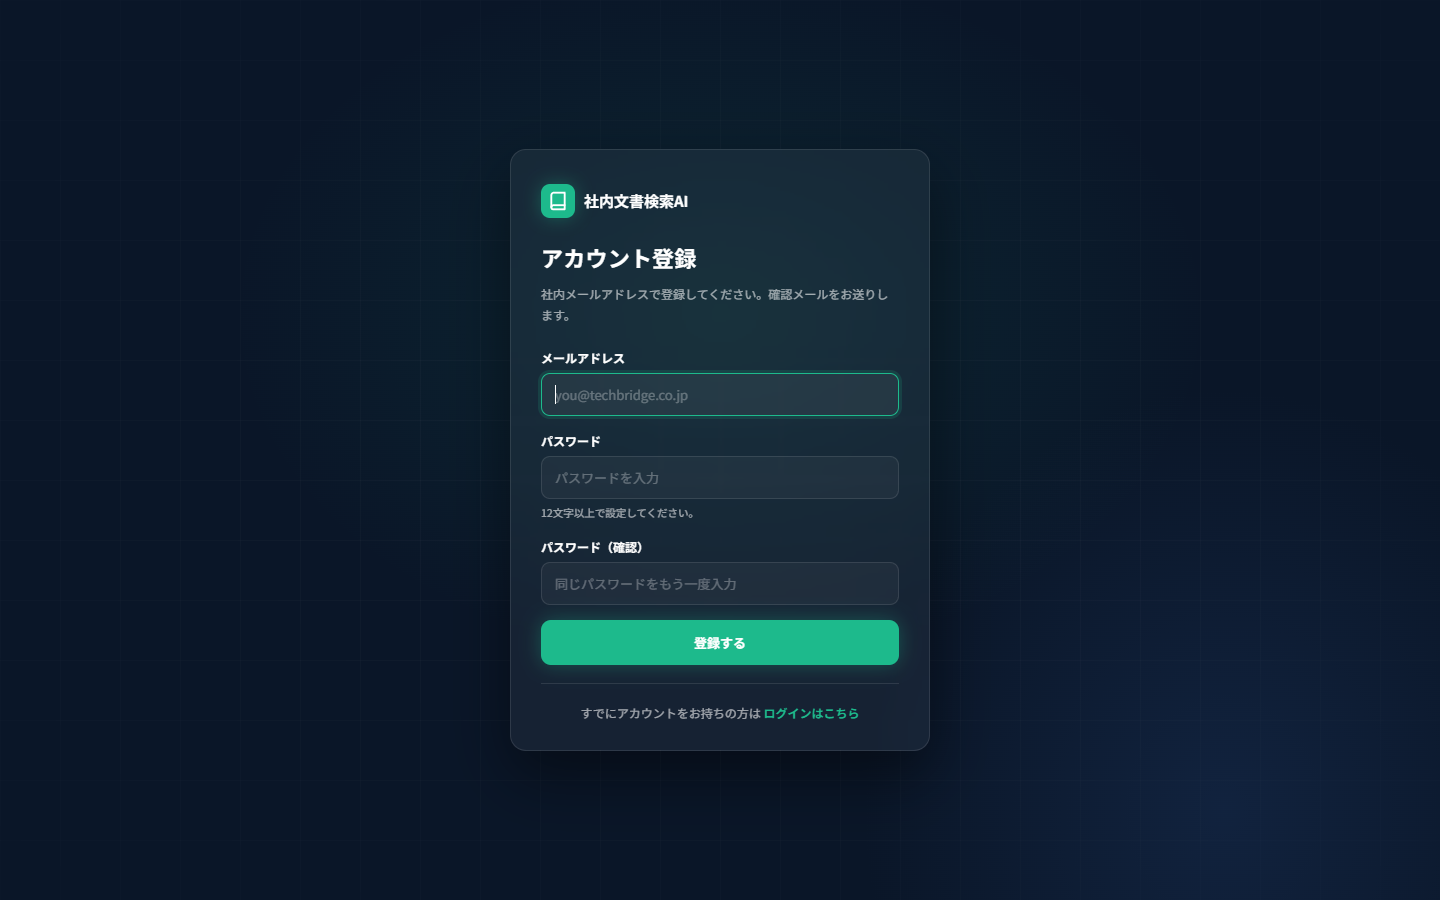 社内文書検索AI
アカウント登録
社内メールアドレスで登録してください。確認メールをお送りし
ます。
メールアドレス
you@techbridge.co.jp
パスワード
パスワードを入力
12文字以上で設定してください。
パスワード（確認）
同じパスワードをもう一度入力
登録する
すでにアカウントをお持ちの方は ログインはこちら